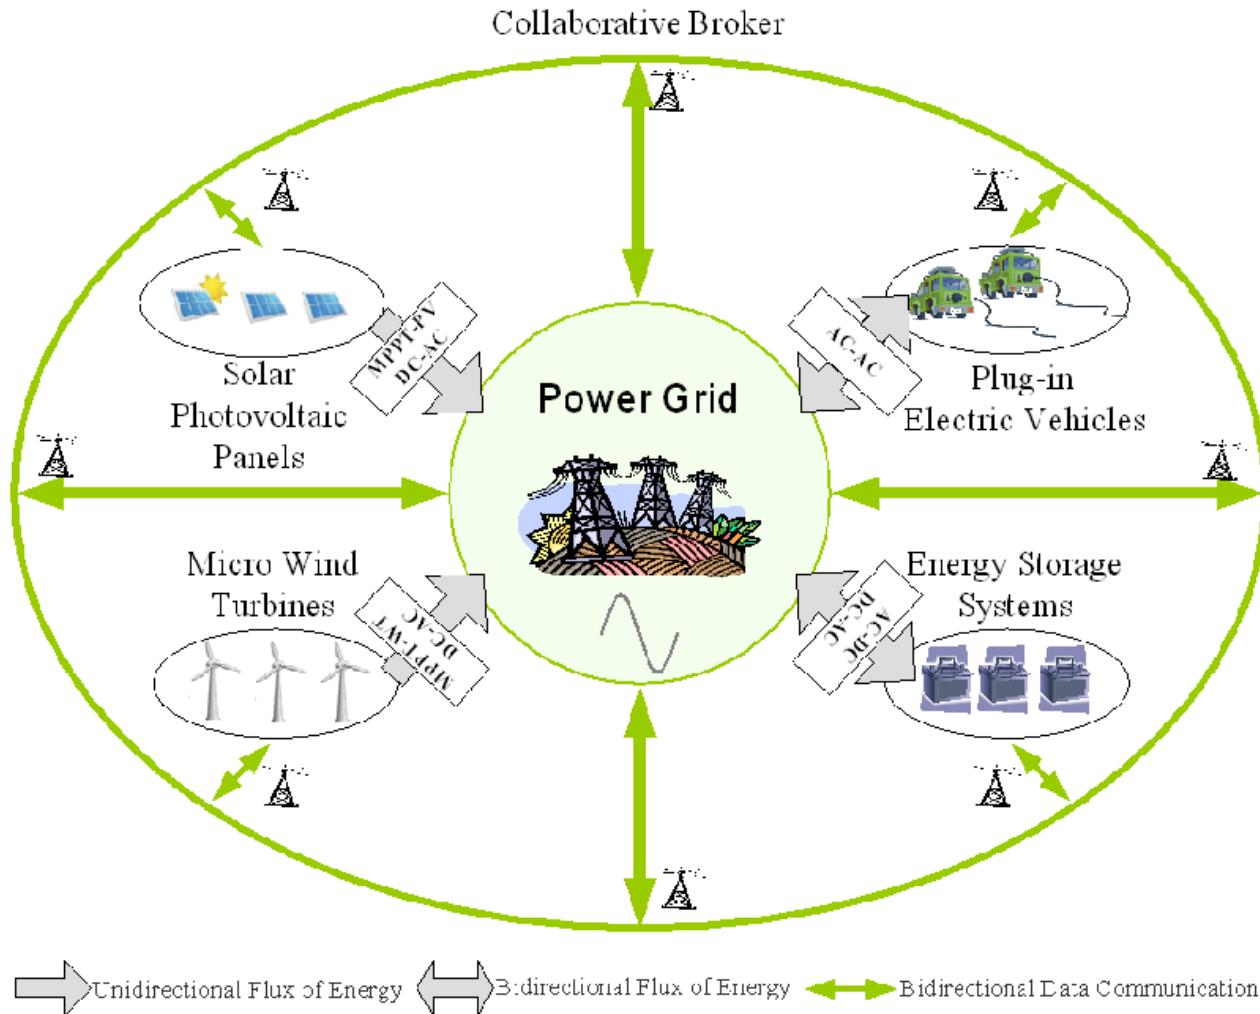 Collaborative Broker
MPPT-PV
DC-AC
AC-AC
Solar
Photovoltaic
Panels
Power Grid
Plug-in
Electric Vehicles
Micro Wind
Turbines
MPPT-WT
DC-AC
Energy Storage
Systems
AC-DC
DC-AC
Unidirectional Flux of Energy
Bidirectional Flux of Energy
Bidirectional Data Communication